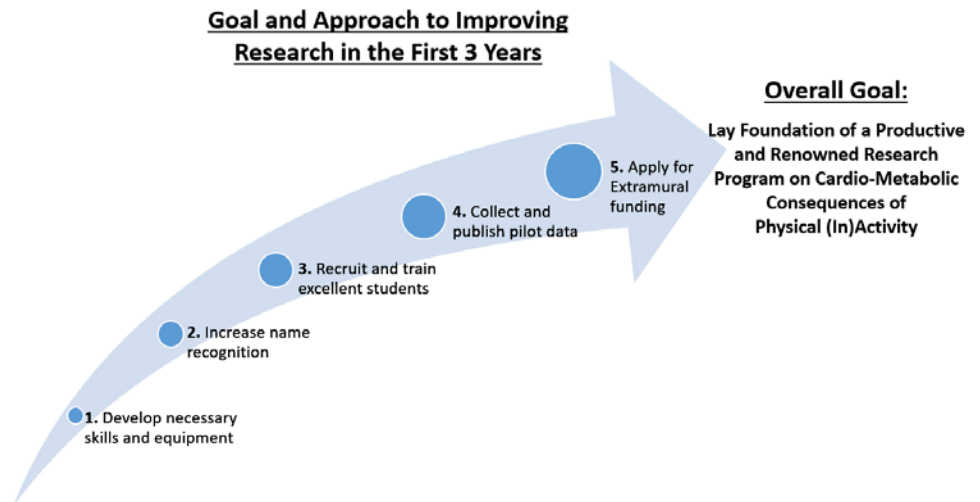 Goal and Approach to Improving
Research in the First 3 Years
Overall Goal:
Lay Foundation of a Productive
and Renowned Research
Program on Cardio-Metabolic
Consequences of
Physical (In)Activity
5. Apply for
Extramural
funding
4. Collect and
publish pilot data
3. Recruit and train
excellent students
2. Increase name
recognition
1. Develop necessary
skills and equipment